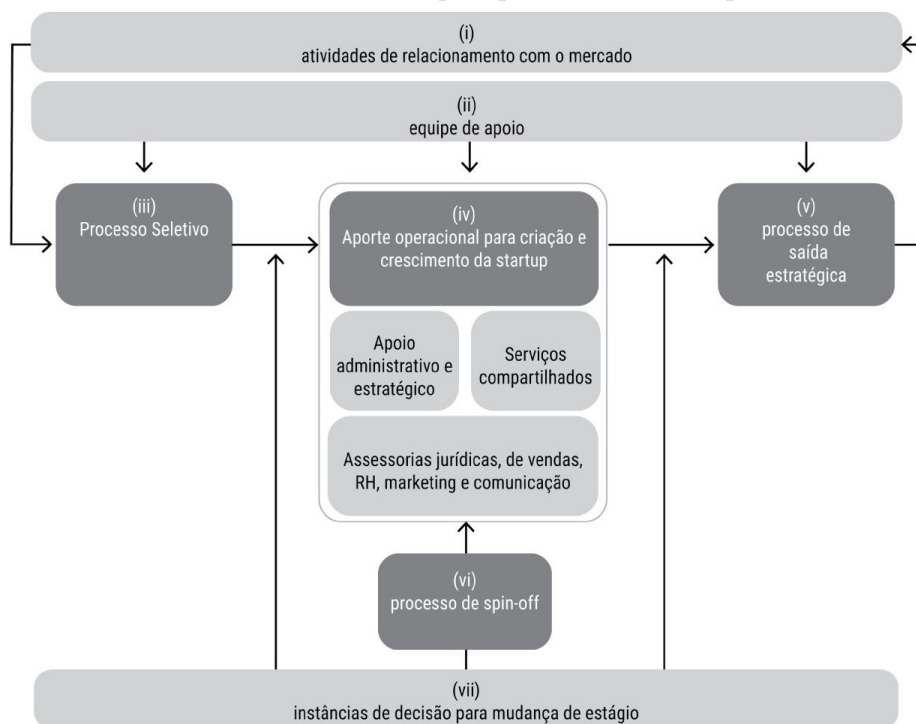 (i)
atividades de relacionamento com o mercado
(ii)
equipe de apoio
(iii)
Processo Seletivo
(iv)
Aporte operacional para criação e
crescimento da startup
(v)
processo de
saída
estratégica
Apoio
administrativo e
estratégico
Serviços
compartilhados
Assessorias jurídicas, de vendas,
RH, marketing e comunicação
(vi)
processo de spin-off
(vii)
instâncias de decisão para mudança de estágio